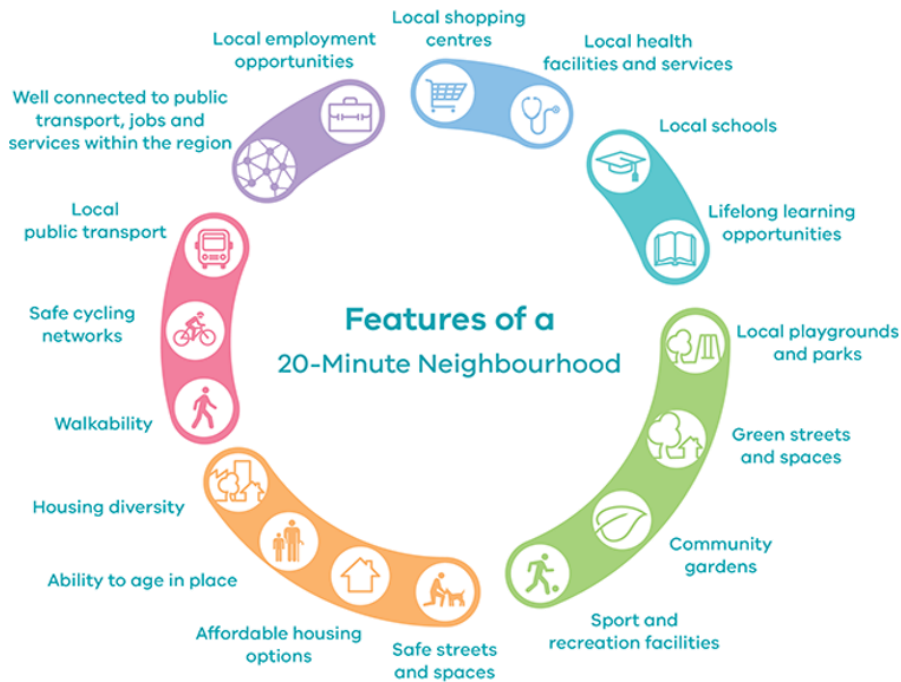 Features of a
20-Minute Neighbourhood
Local shopping
centres
Local health
facilities and services
Local schools
Lifelong learning
opportunities
Local playgrounds
and parks
Green streets
and spaces
Community
gardens
Sport and
recreation facilities
Safe streets
and spaces
Affordable housing
options
Ability to age in place
Housing diversity
Walkability
Safe cycling
networks
Local
public transport
Well connected to public
transport, jobs and
services within the region
Local employment
opportunities